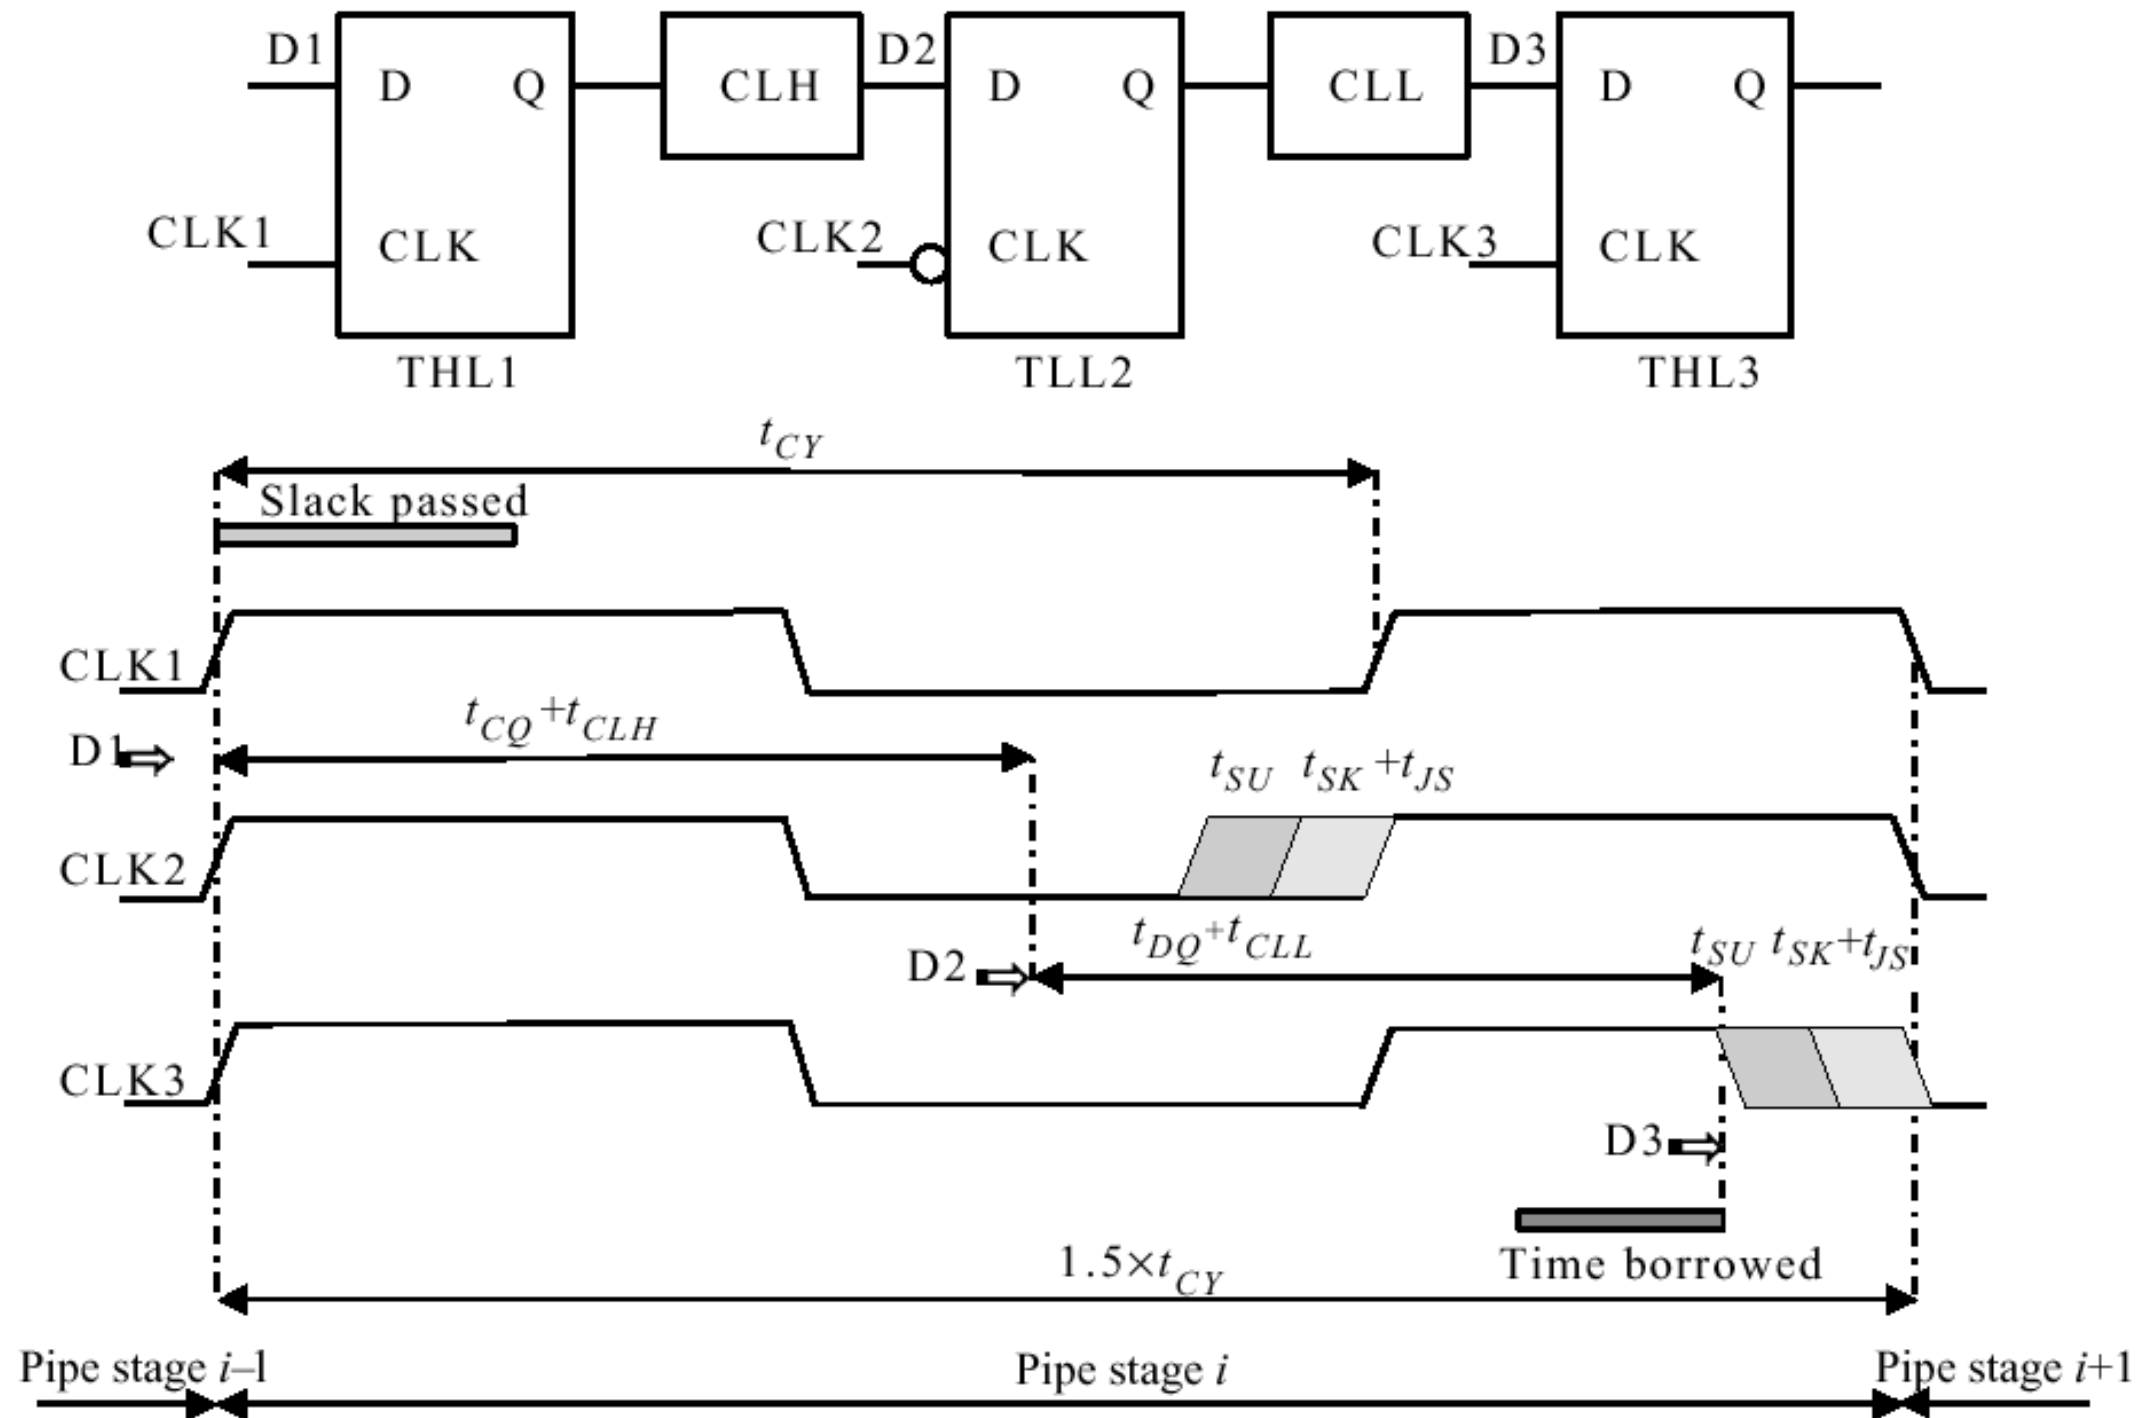 D1 D2 D3
D Q CLH D Q CLL D Q
CLK1 CLK CLK2 CLK CLK3 CLK
THL1 TLL2 THL3
tCY
Slack passed
CLK1
tCQ+tCLH
D1
tSU tSK+tJS
CLK2
tDQ+tCLL
tSU tSK+tJS
D2
CLK3
D3
Time borrowed
1.5×tCY
Pipe stage i–1 Pipe stage i Pipe stage i+1